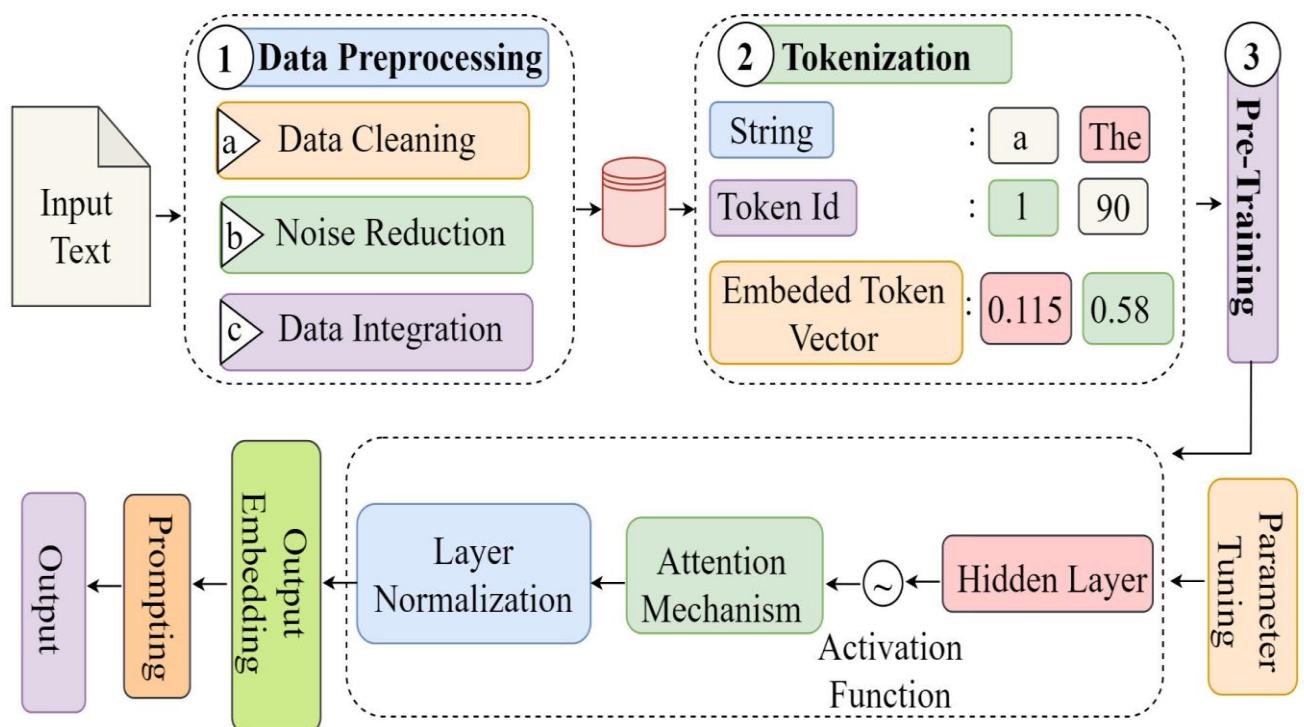 1 Data Preprocessing
a Data Cleaning
b Noise Reduction
c Data Integration
Input
Text
2 Tokenization
String : a The
Token Id : 1 90
Embeded Token
Vector : 0.115 0.58
3
Pre-Training
Parameter
Tuning
Hidden Layer
~
Activation
Function
Attention
Mechanism
Layer
Normalization
Output
Embedding
Prompting
Output